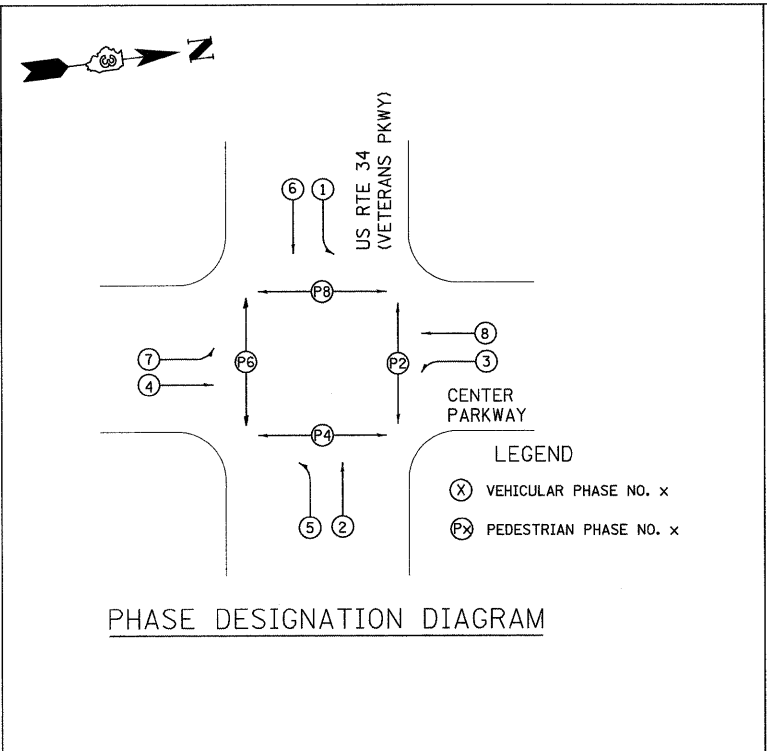 N
3
US RTE 34
(VETERANS PKWY)
6 1
P8
8
7
P6
P2
3
4
CENTER
PARKWAY
P4
LEGEND
X VEHICULAR PHASE NO. x
5 2
Px PEDESTRIAN PHASE NO. x
PHASE DESIGNATION DIAGRAM